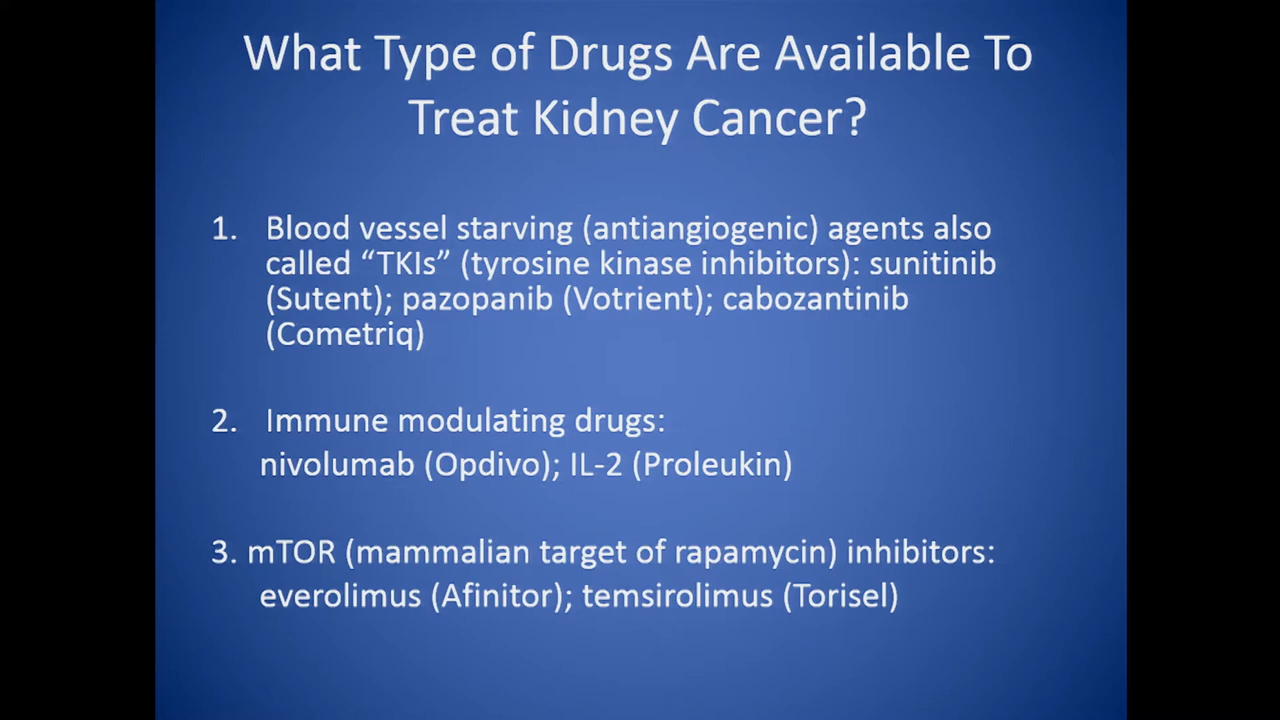 What Type of Drugs Are Available To
Treat Kidney Cancer?
1. Blood vessel starving (antiangiogenic) agents also
called “TKIs” (tyrosine kinase inhibitors): sunitinib
(Sutent); pazopanib (Votrient); cabozantinib
(Cometriq)
2. Immune modulating drugs:
nivolumab (Opdivo); IL-2 (Proleukin)
3. mTOR (mammalian target of rapamycin) inhibitors:
everolimus (Afinitor); temsirolimus (Torisel)